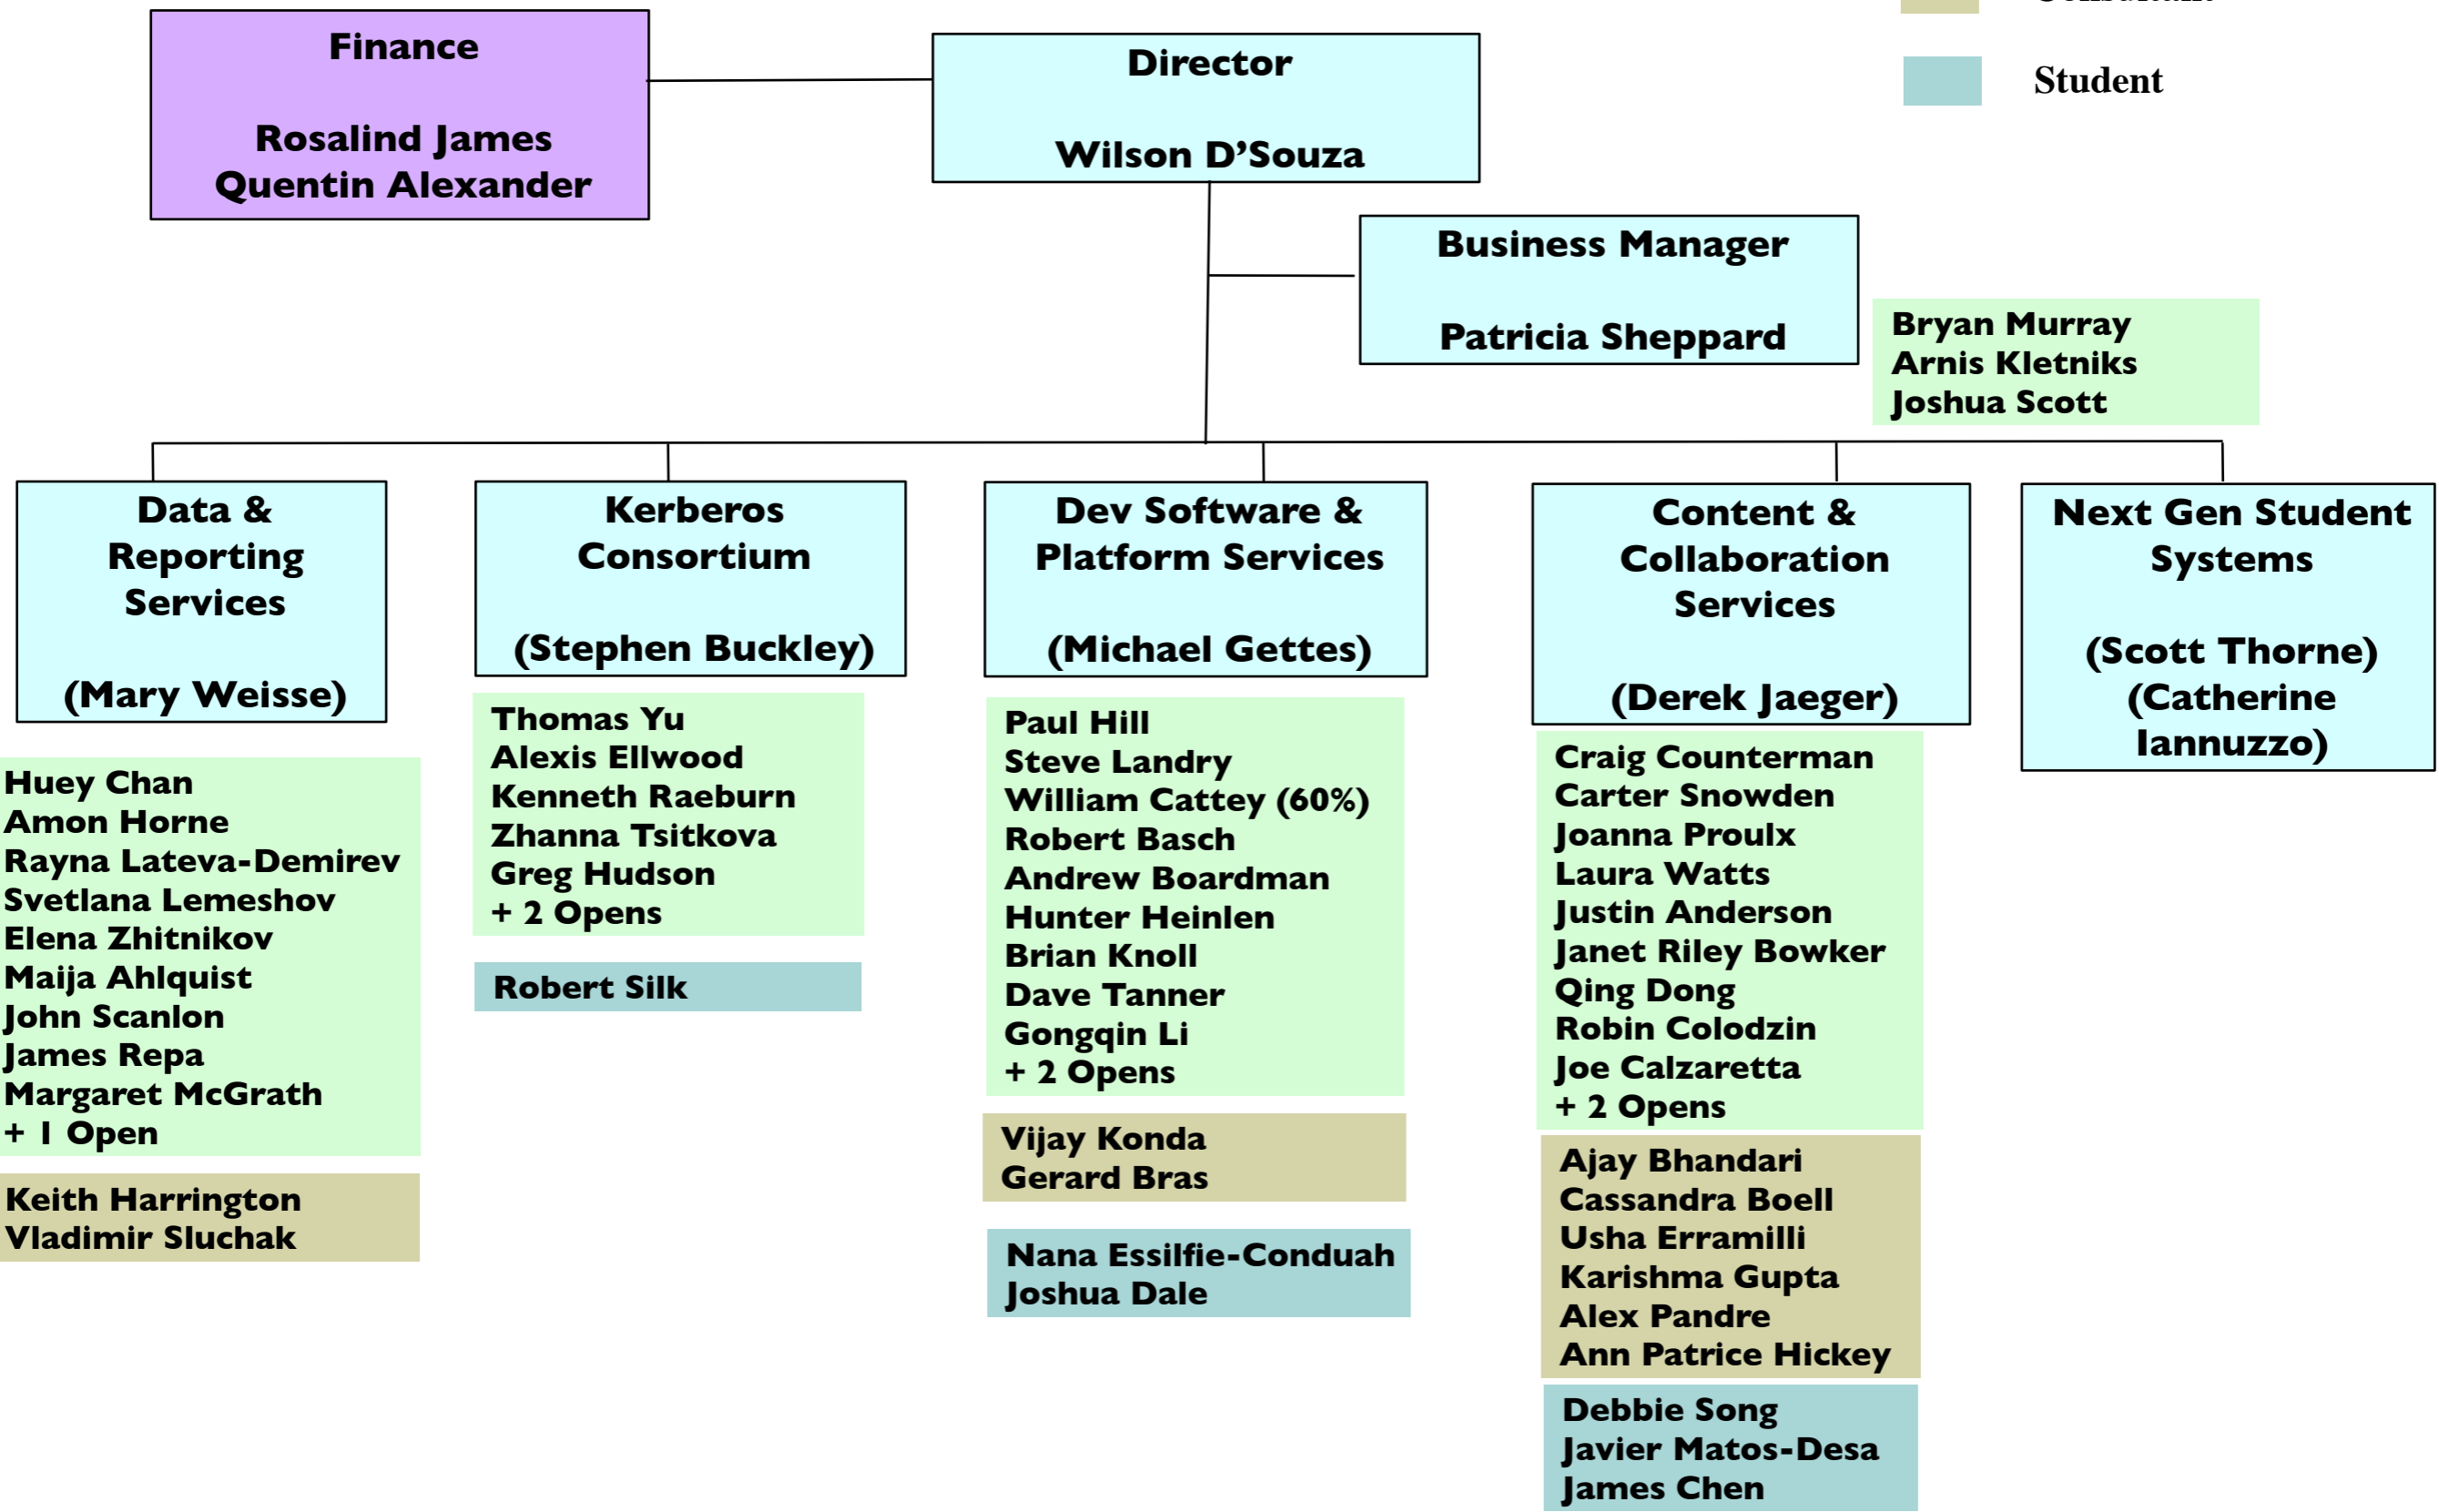 Finance
Rosalind James
Quentin Alexander
Director
Wilson D’Souza
Student
Business Manager
Patricia Sheppard
Bryan Murray
Arnis Kletniks
Joshua Scott
Data &
Reporting
Services
(Mary Weisse)
Huey Chan
Amon Horne
Rayna Lateva-Demirev
Svetlana Lemeshov
Elena Zhitnikov
Maija Ahlquist
John Scanlon
James Repa
Margaret McGrath
+ 1 Open
Keith Harrington
Vladimir Sluchak
Kerberos
Consortium
(Stephen Buckley)
Thomas Yu
Alexis Ellwood
Kenneth Raeburn
Zhanna Tsitkova
Greg Hudson
+ 2 Opens
Robert Silk
Dev Software &
Platform Services
(Michael Gettes)
Paul Hill
Steve Landry
William Cattey (60%)
Robert Basch
Andrew Boardman
Hunter Heinlen
Brian Knoll
Dave Tanner
Gongqin Li
+ 2 Opens
Vijay Konda
Gerard Bras
Nana Essilfie-Conduah
Joshua Dale
Content &
Collaboration
Services
(Derek Jaeger)
Craig Counterman
Carter Snowden
Joanna Proulx
Laura Watts
Justin Anderson
Janet Riley Bowker
Qing Dong
Robin Colodzin
Joe Calzaretta
+ 2 Opens
Ajay Bhandari
Cassandra Boell
Usha Erramilli
Karishma Gupta
Alex Pandre
Ann Patrice Hickey
Debbie Song
Javier Matos-Desa
James Chen
Next Gen Student
Systems
(Scott Thorne)
(Catherine
Iannuzzo)